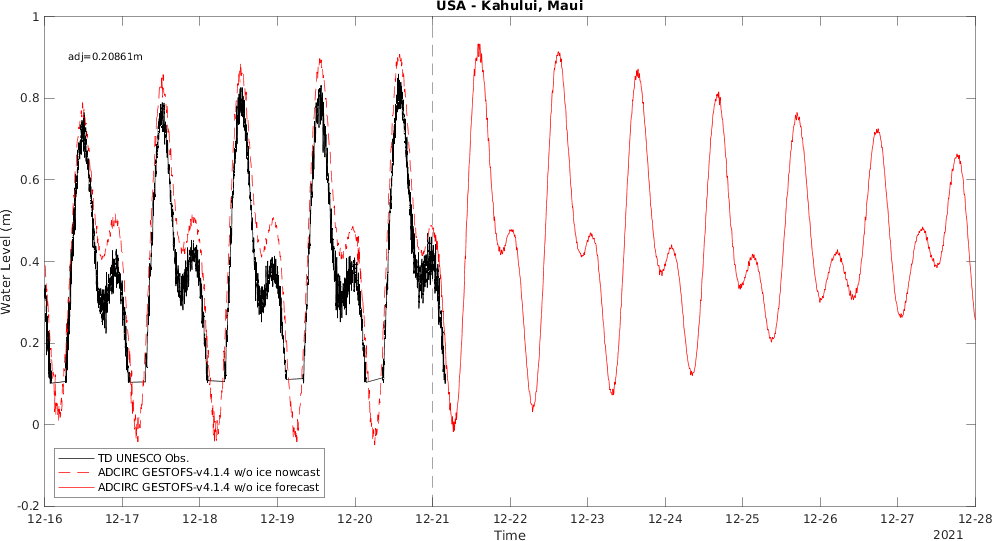 USA - Kahului, Maui
adj=0.20861m
Water Level (m)
1
0.8
0.6
0.4
0.2
0
-0.2
TD UNESCO Obs.
ADCIRC GESTOFS-v4.1.4 w/o ice nowcast
ADCIRC GESTOFS-v4.1.4 w/o ice forecast
12-16 12-17 12-18 12-19 12-20 12-21 12-22 12-23 12-24 12-25 12-26 12-27 12-28
Time
2021